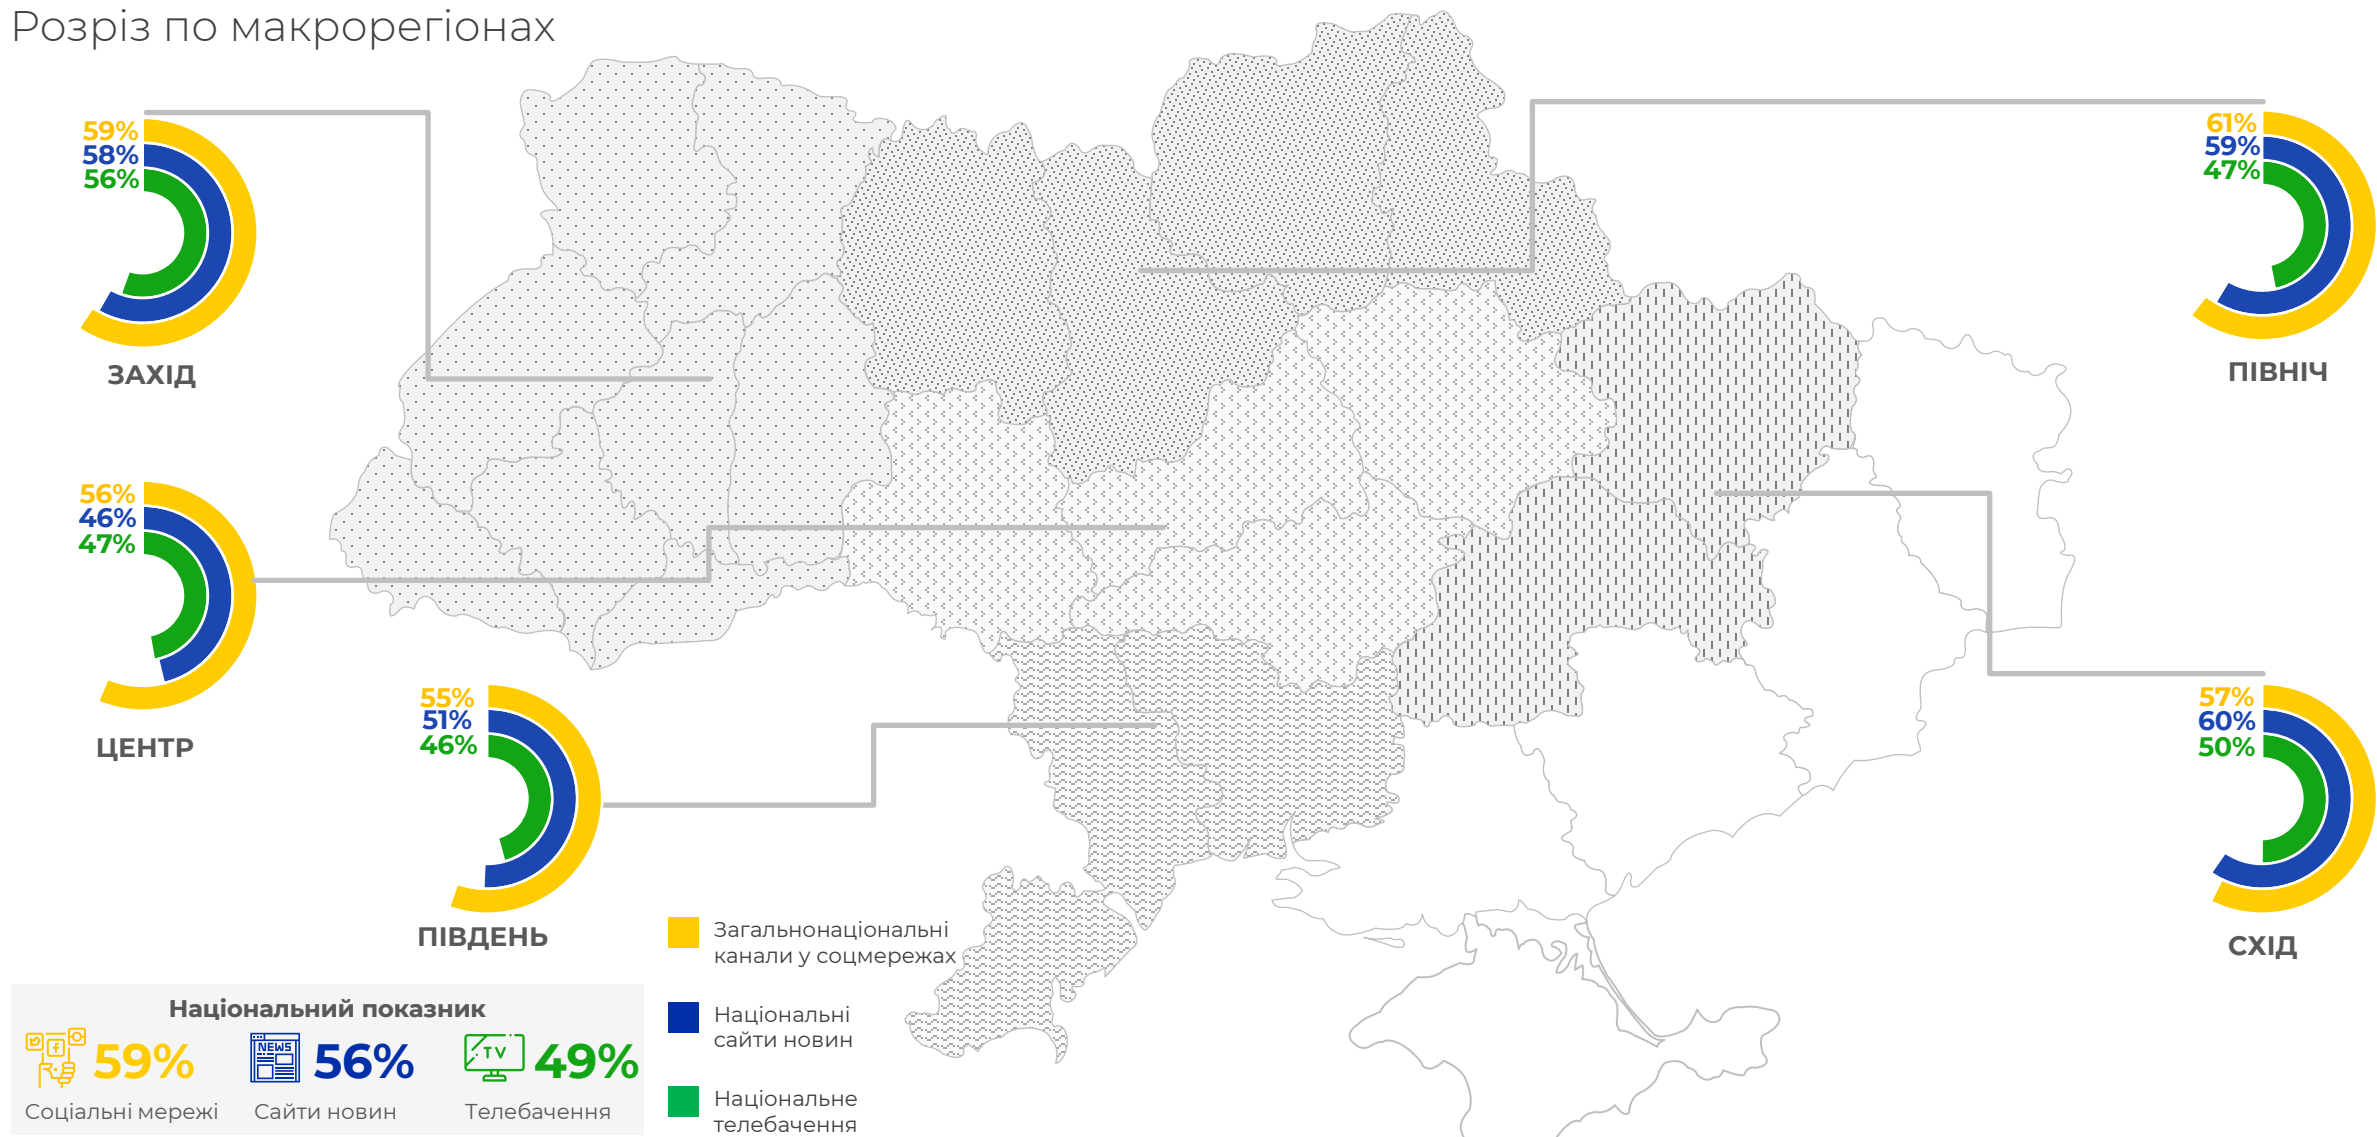 Розріз по макрорегіонах
59%
58%
56%
ЗАХІД
61%
59%
47%
ПІВНІЧ
56%
46%
47%
ЦЕНТР
55%
51%
46%
ПІВДЕНЬ
57%
60%
50%
СХІД
Загальнонаціональні
канали у соцмережах
Національні
сайти новин
Національне
телебачення
Національний показник
59%
NEWS
56%
TV
49%
Соціальні мережі
Сайти новин
Телебачення